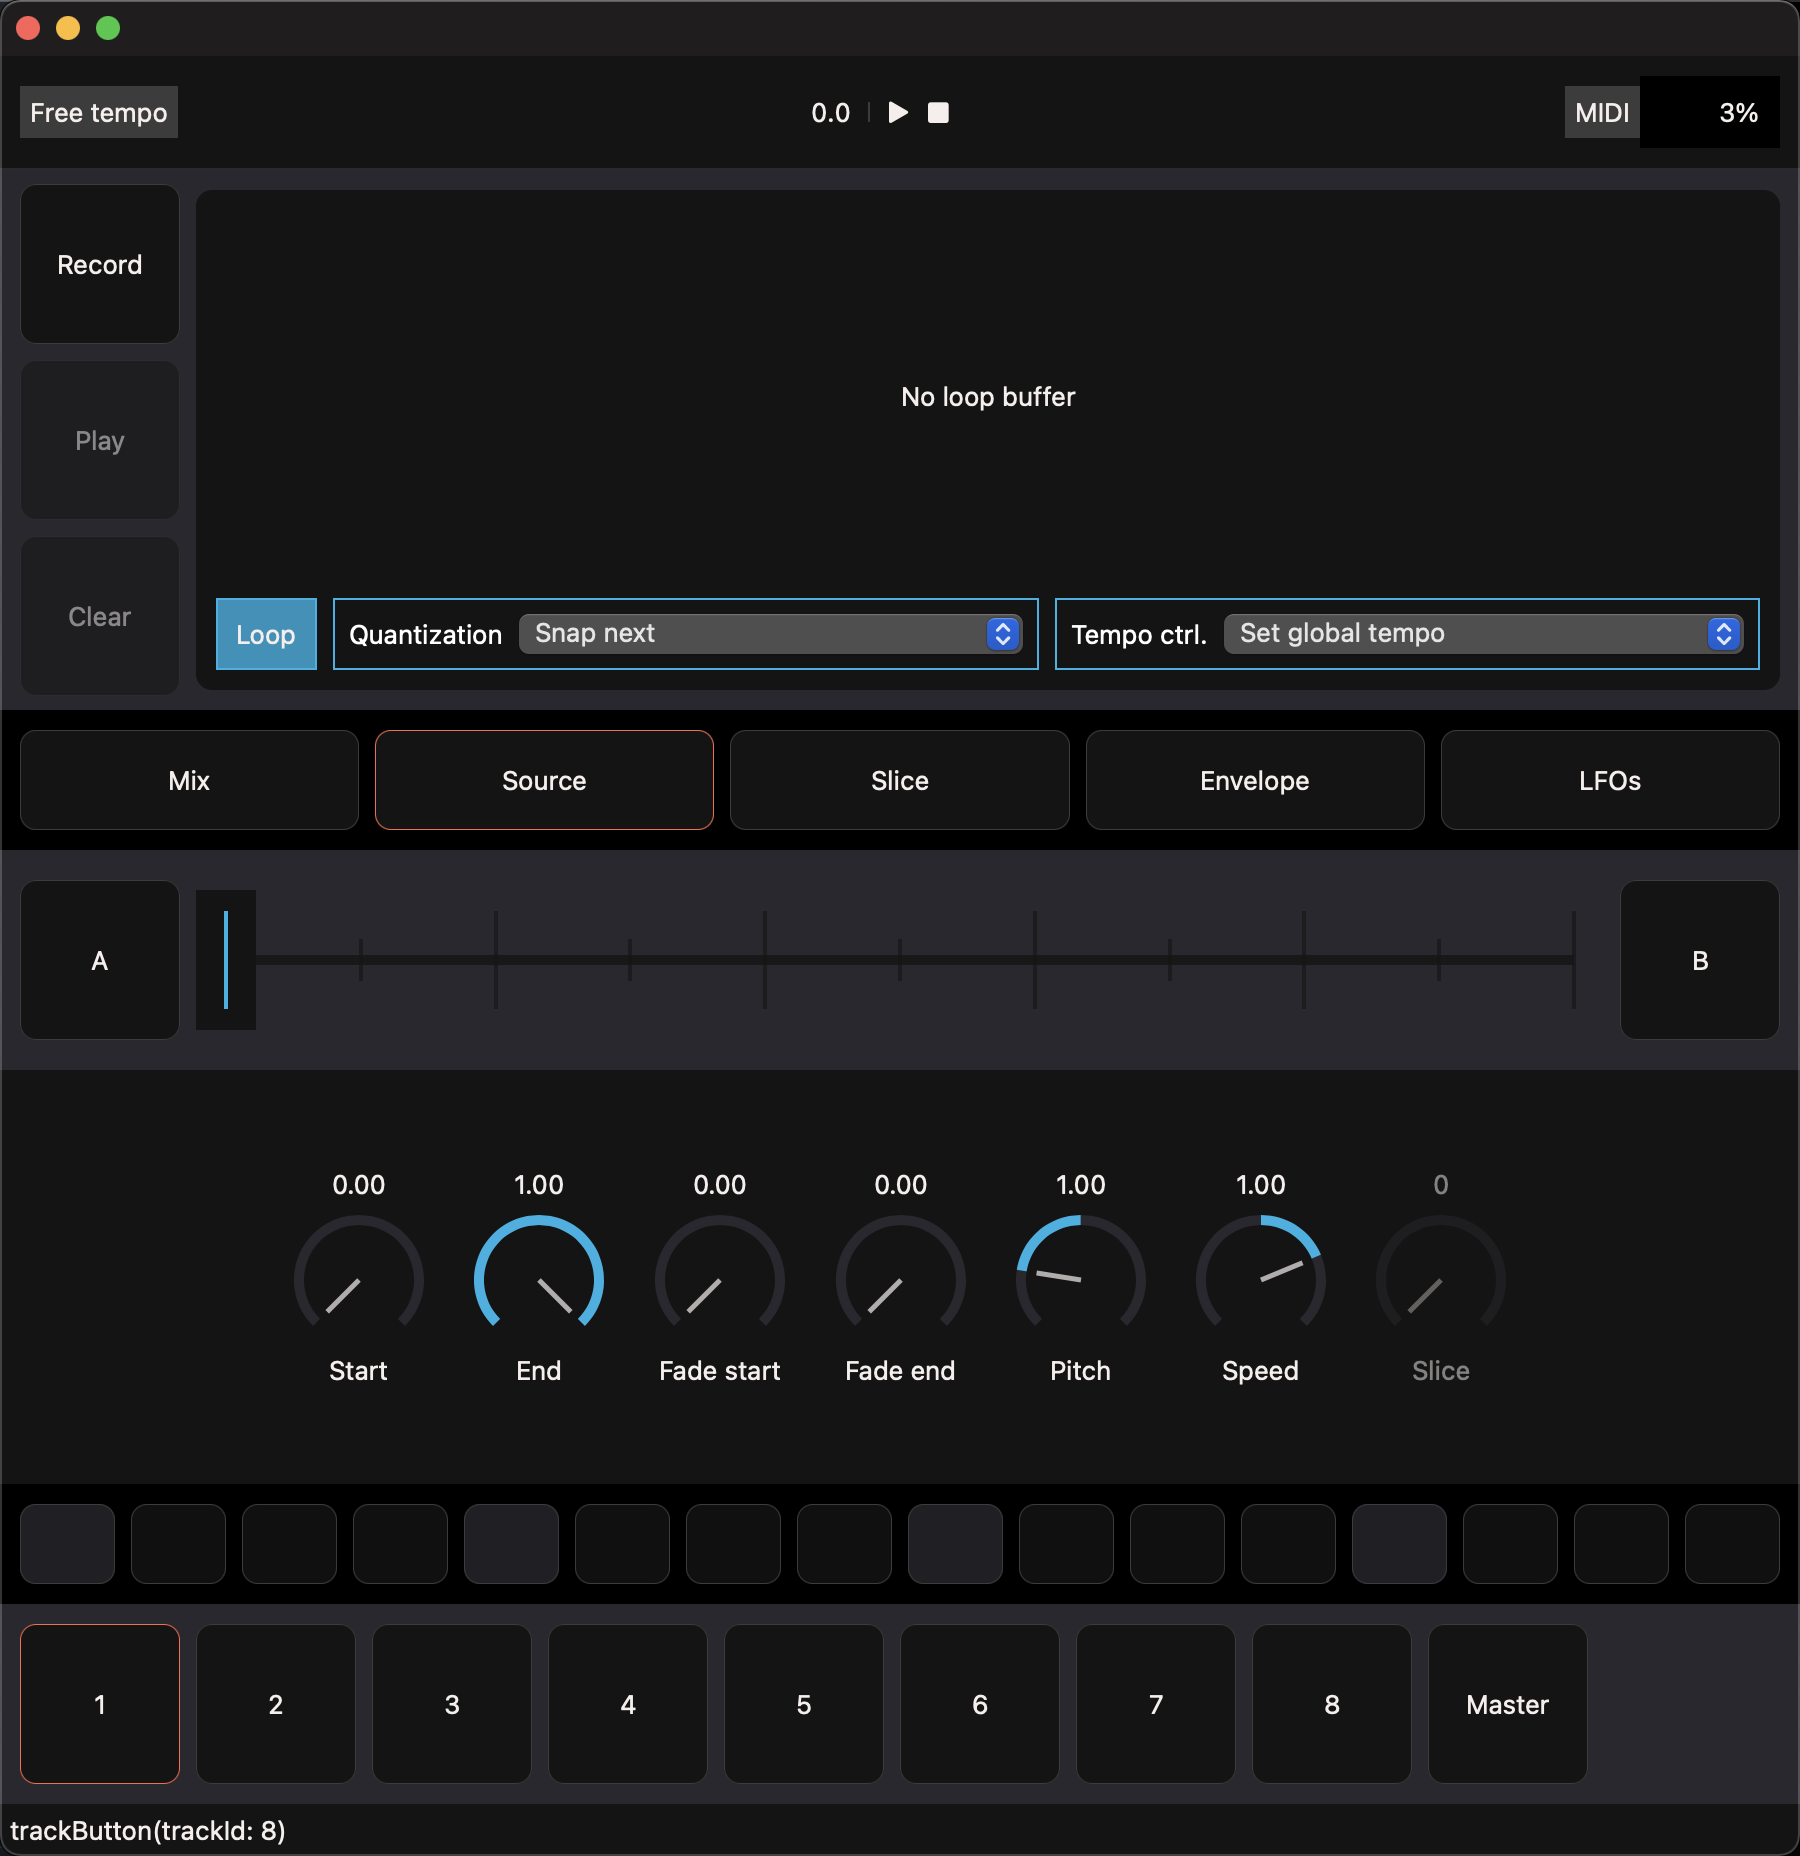 Free tempo
0.0
MIDI
3%
Record
Play
Clear
No loop buffer
Loop
Quantization
Snap next
Tempo ctrl.
Set global tempo
Mix
Source
Slice
Envelope
LFOs
A
B
0.00
1.00
0.00
0.00
1.00
1.00
0
Start
End
Fade start
Fade end
Pitch
Speed
Slice
1
2
3
4
5
6
7
8
Master
trackButton(trackId: 8)